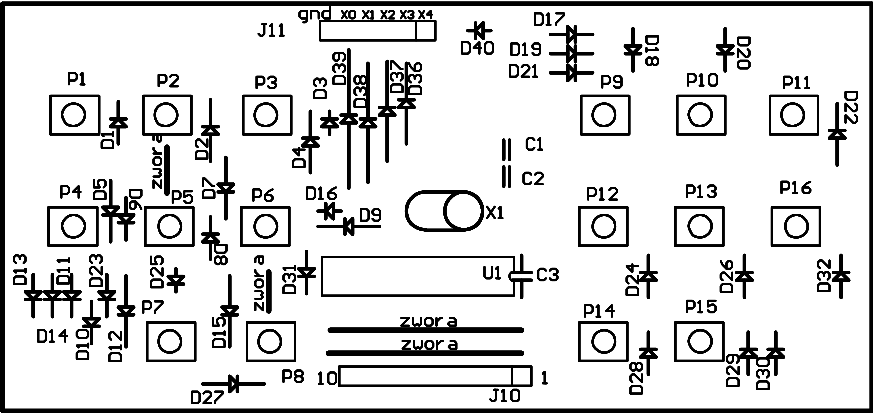 gnd X0 X1 X2 X3 X4
J11
D40
D17
D19
D21
D18
D20
P1
P2
P3
D3
D39
D38
D37
D36
P9
P10
P11
D22
D1
zwora
D2
D4
C1
C2
P4
D5
D6
P5
D7
P6
D16
D9
X1
P12
P13
P16
D8
D13
D11
D23
D25
zwora
D31
U1
C3
D24
D26
D32
D14
D10
D12
P7
D15
zwora
zwora
P14
P15
D28
D29
D30
D27
P8
10
1
J10